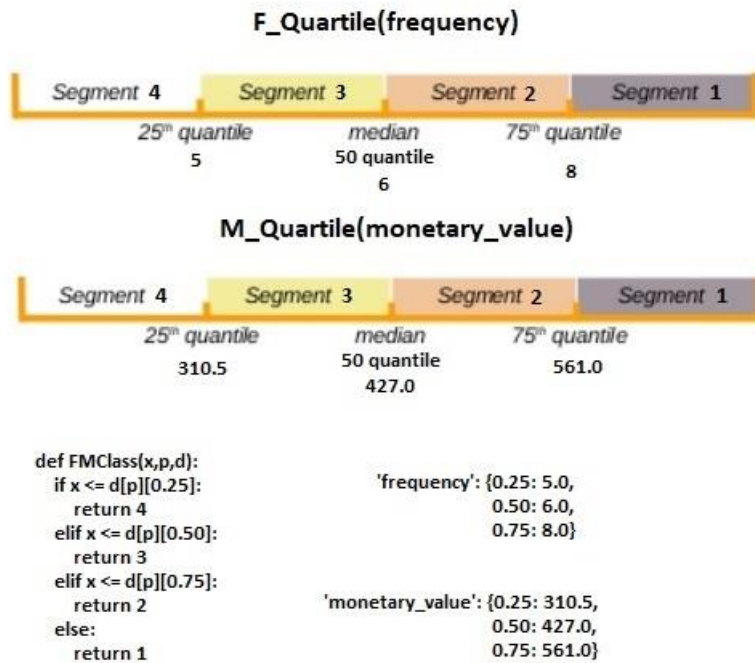 F_Quartile(frequency)
Segment 4 Segment 3 Segment 2 Segment 1
25th quantile median 75th quantile
50 quantile
5 6 8
M_Quartile(monetary_value)
Segment 4 Segment 3 Segment 2 Segment 1
25th quantile median 75th quantile
50 quantile
310.5 427.0 561.0
def FMClass(x,p,d):
if x <= d[p][0.25]:
return 4
elif x <= d[p][0.50]:
return 3
elif x <= d[p][0.75]:
return 2
else:
return 1
'frequency': {0.25: 5.0,
0.50: 6.0,
0.75: 8.0}
'monetary_value': {0.25: 310.5,
0.50: 427.0,
0.75: 561.0}